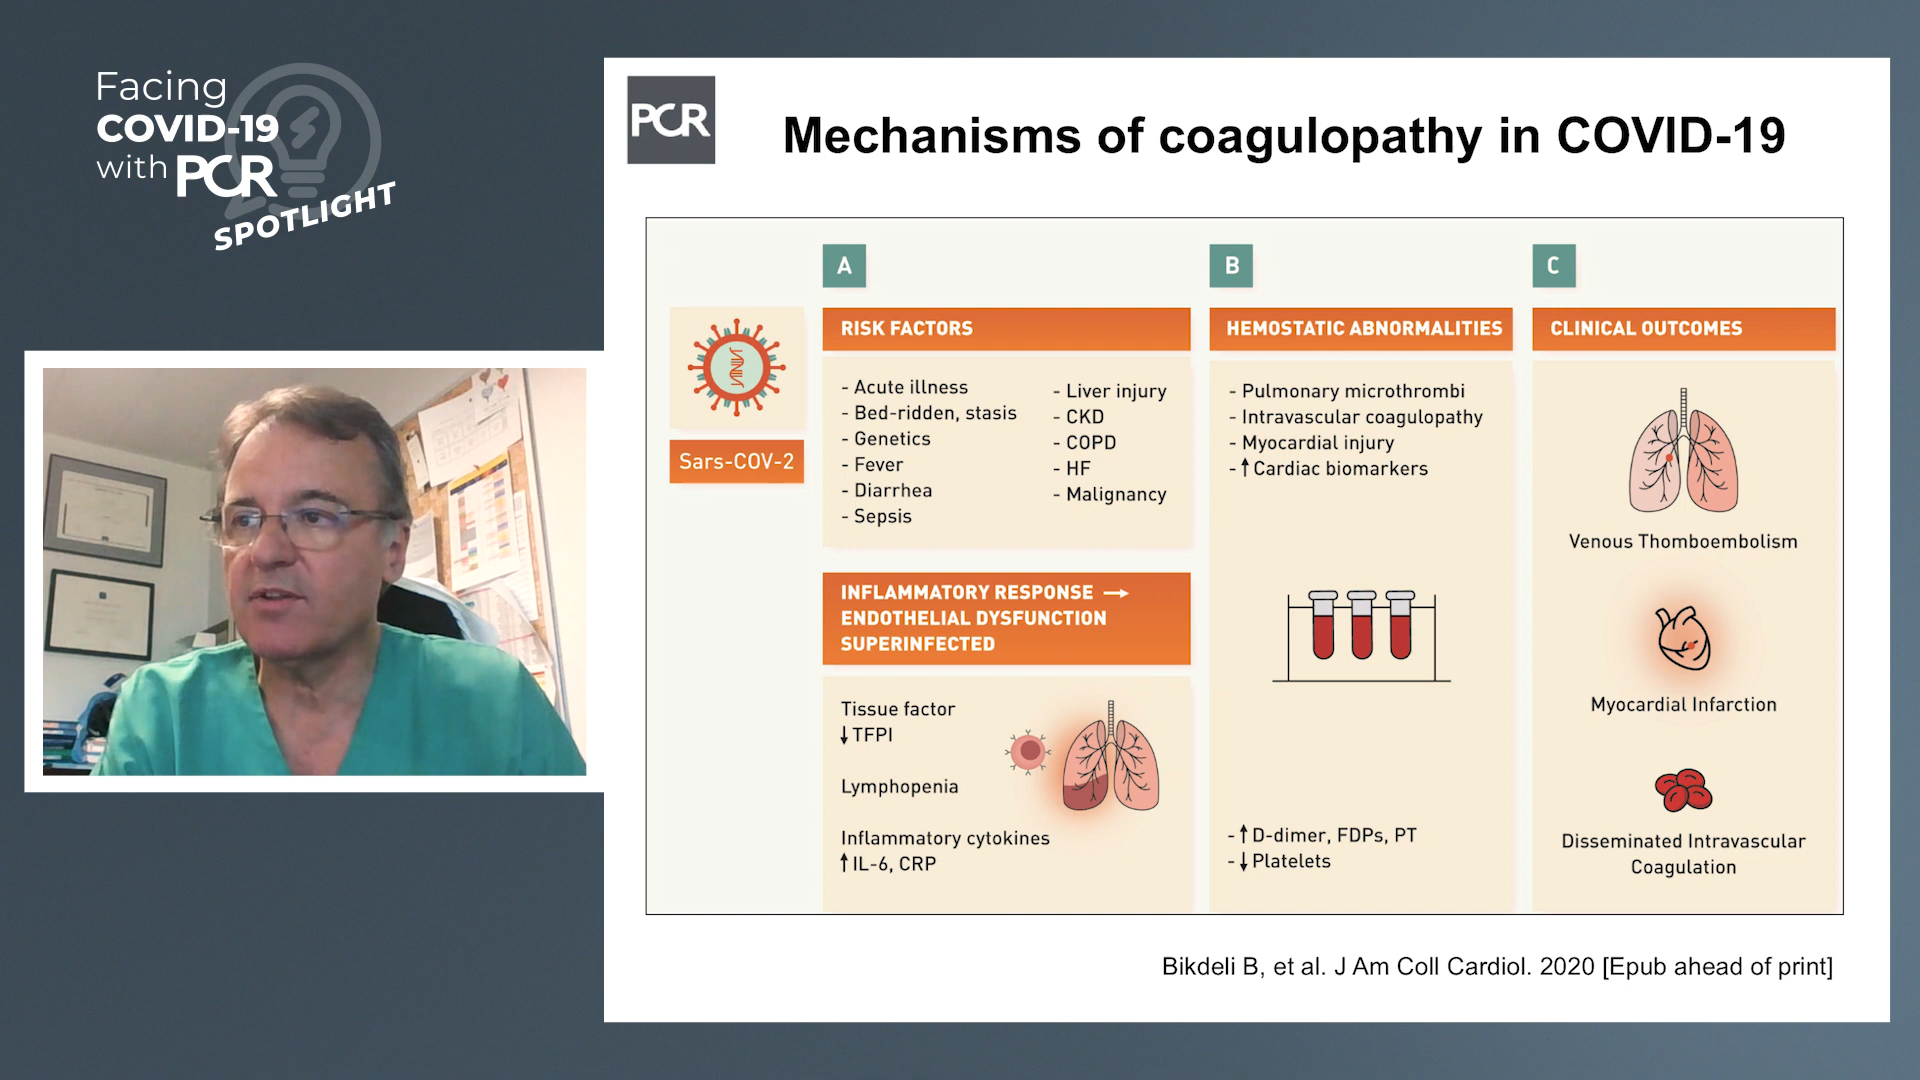 Facing
COVID-19
with PCR
SPOTLIGHT
PCR
Mechanisms of coagulopathy in COVID-19
Sars-COV-2
A
RISK FACTORS
- Acute illness
- Bed-ridden, stasis
- Genetics
- Fever
- Diarrhea
- Sepsis
- Liver injury
- CKD
- COPD
- HF
- Malignancy
INFLAMMATORY RESPONSE →
ENDOTHELIAL DYSFUNCTION
SUPERINFECTED
Tissue factor
↓ TFPI
Lymphopenia
Inflammatory cytokines
↑ IL-6, CRP
B
HEMOSTATIC ABNORMALITIES
- Pulmonary microthrombi
- Intravascular coagulopathy
- Myocardial injury
- ↑ Cardiac biomarkers
- ↑ D-dimer, FDPs, PT
- ↓ Platelets
C
CLINICAL OUTCOMES
Venous Thomboembolism
Myocardial Infarction
Disseminated Intravascular
Coagulation
Bikdeli B, et al. J Am Coll Cardiol. 2020 [Epub ahead of print]